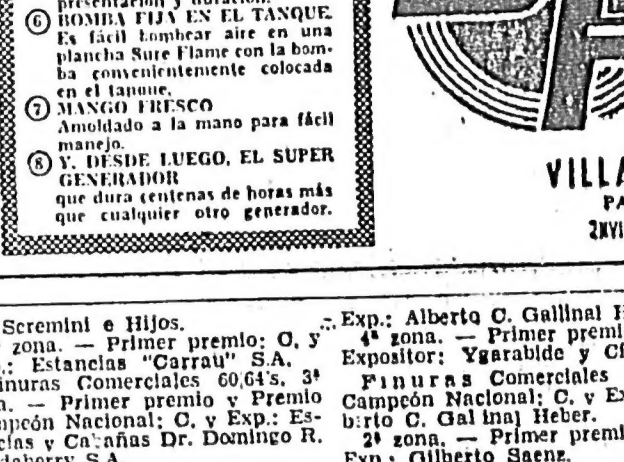 presentación y duración.
⑥ BOMBA FIJA EN EL TANQUE.
Es fácil bombear aire en una
plancha Sure Flame con la bom-
ba convenientemente colocada
en el tanque.
⑦ MANGO FRESCO
Amoldado a la mano para fácil
manejo.
⑧ Y. DESDE LUEGO, EL SUPER
GENERADOR
que dura centenas de horas más
que cualquier otro generador.
VILLA
PA
Scremini e Hijos.
zona. — Primer premio: C. y
.: Estancias "Carrau" S.A.
inuras Comerciales 60|64's. 3ª
a. — Primer premio y Premio
mpeón Nacional: C. y Exp.: Es-
cias y Cabañas Dr. Domingo R.
daberry S.A.
Exp.: Alberto C. Gallinal H
4ª zona. — Primer premi
Expositor: Ygarabide y Cí
Finuras Comerciales
Campeón Nacional: C. y Ex
berto C. Gallinal Heber.
2ª zona. — Primer premi
Exp.: Gilberto Saenz.